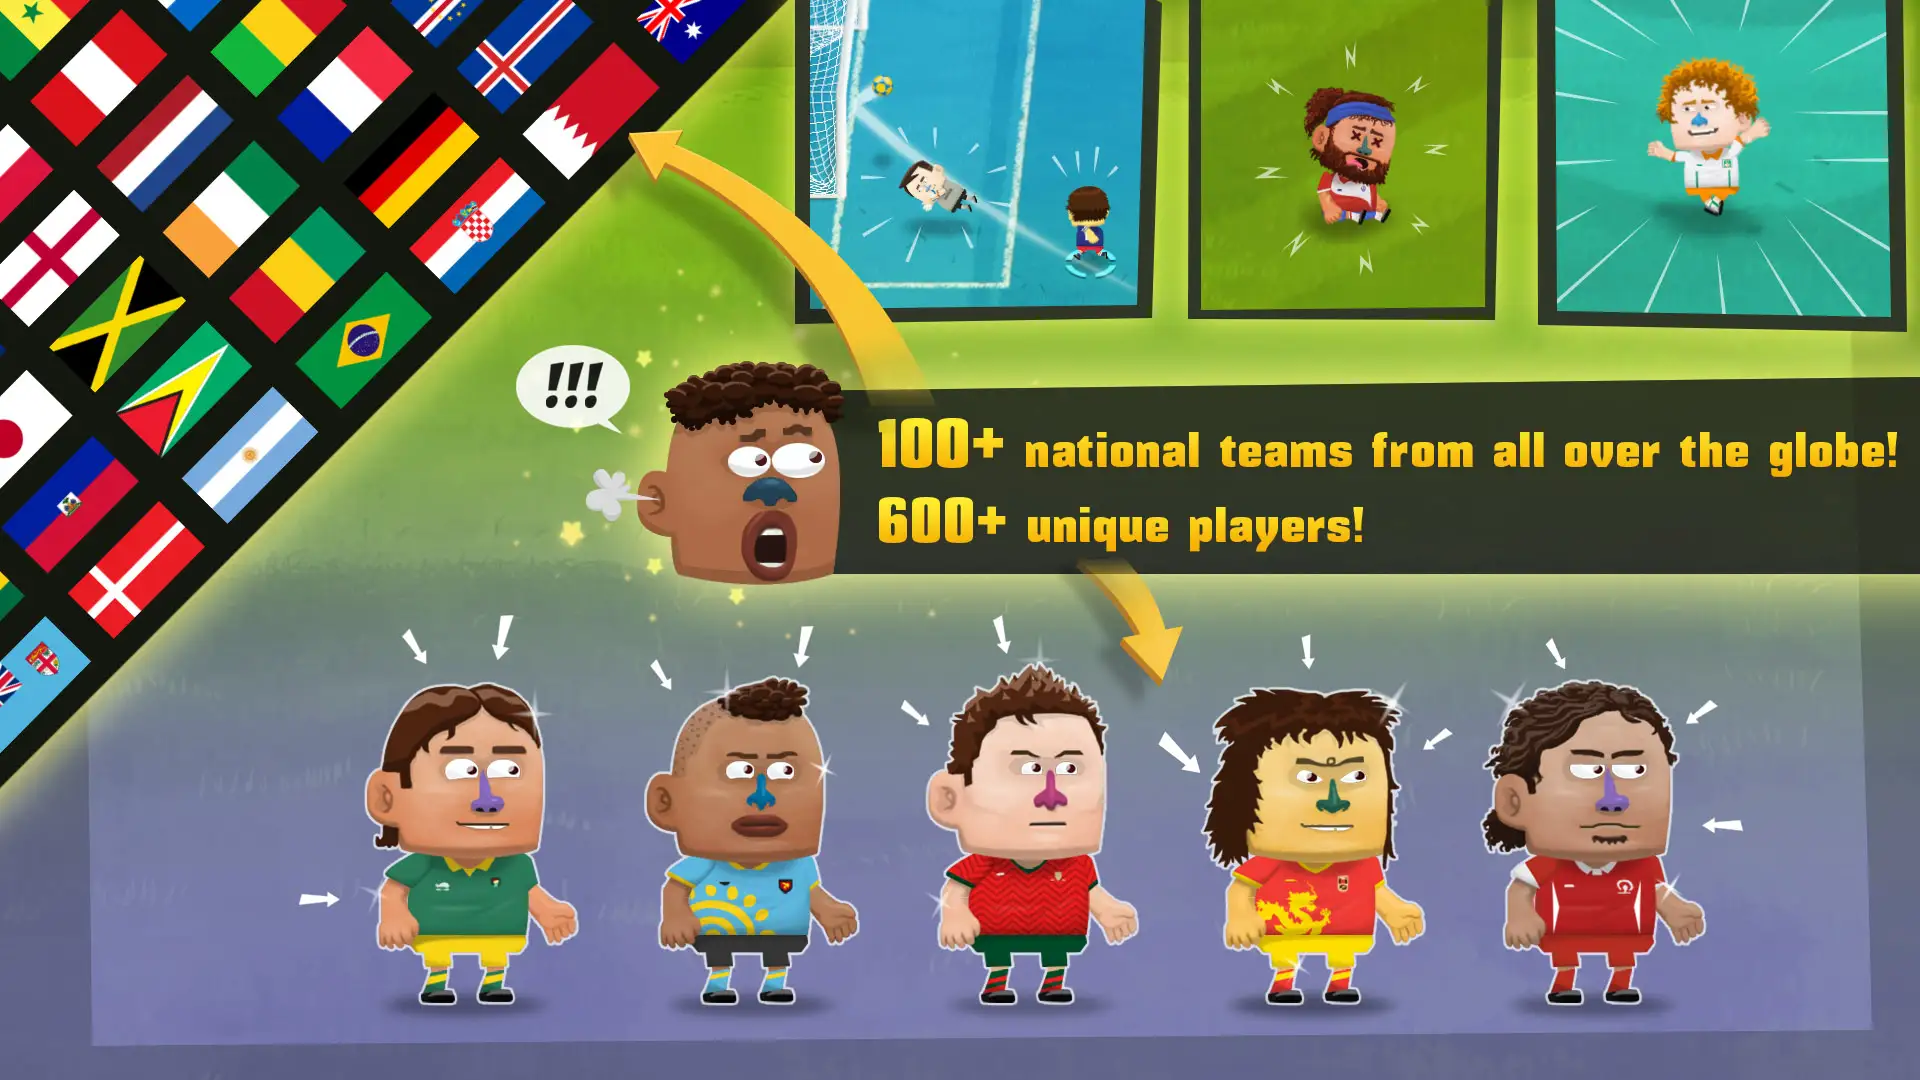 !!!
100+ national teams from all over the globe!
600+ unique players!